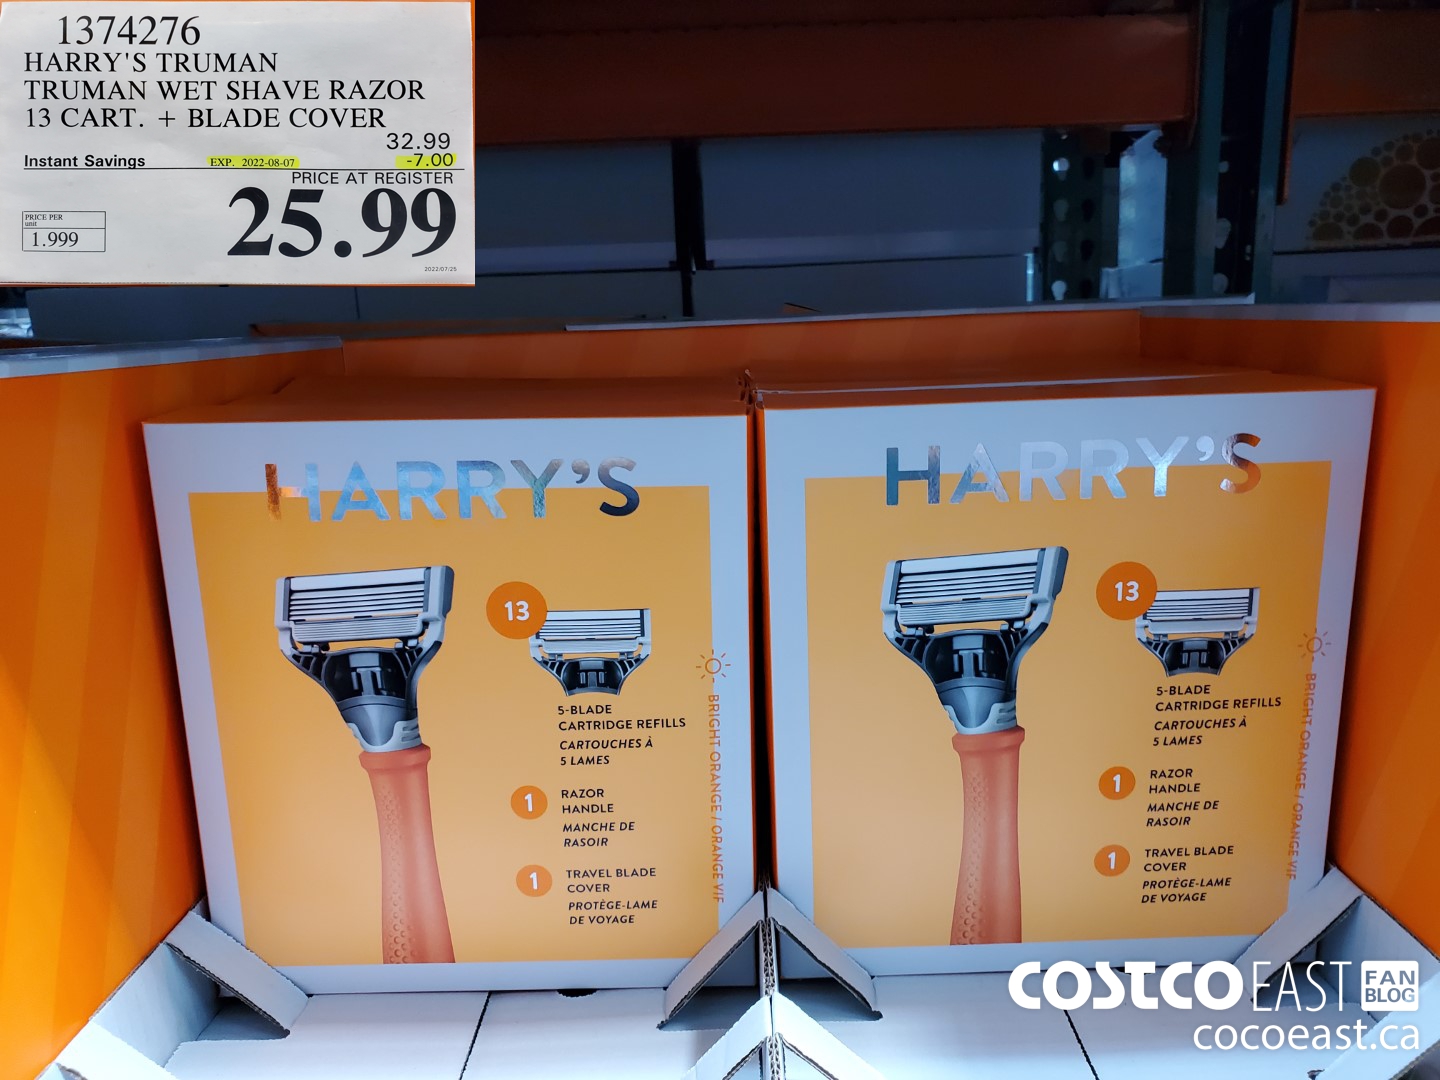 1374276
HARRY'S TRUMAN
TRUMAN WET SHAVE RAZOR
13 CART. + BLADE COVER
32.99
Instant Savings EXP. 2022-08-07 -7.00
PRICE AT REGISTER
25.99
PRICE PER
unit
1.999
2022/07/25
HARRY'S
13
5-BLADE
CARTRIDGE REFILLS
CARTOUCHES À
5 LAMES
1 RAZOR
HANDLE
MANCHE DE
RASOIR
1 TRAVEL BLADE
COVER
PROTÈGE-LAME
DE VOYAGE
BRIGHT ORANGE / ORANGE VIF
HARRY'S
13
5-BLADE
CARTRIDGE REFILLS
CARTOUCHES À
5 LAMES
1 RAZOR
HANDLE
MANCHE DE
RASOIR
1 TRAVEL BLADE
COVER
PROTÈGE-LAME
DE VOYAGE
BRIGHT ORANGE / ORANGE VIF
COSTCO EAST FAN
BLOG
cocoeast.ca